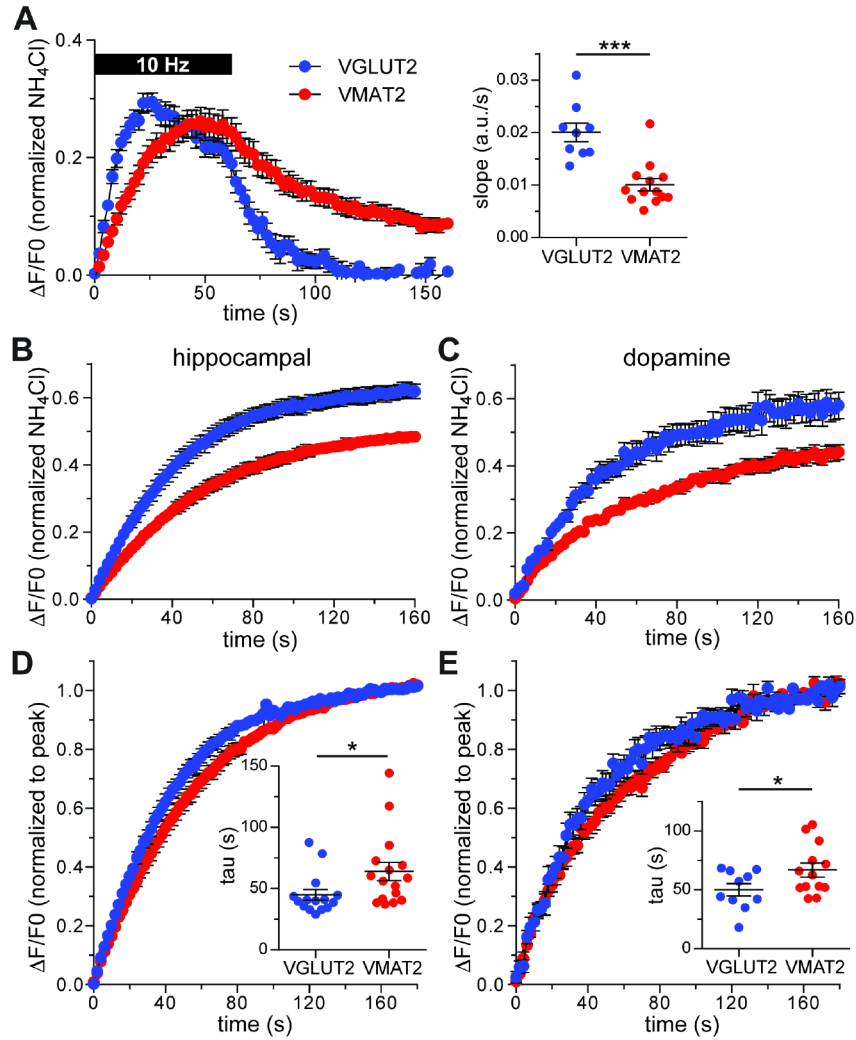 A
ΔF/F0 (normalized NH₄Cl)
0.4
0.2
0.0
10 Hz
VGLUT2
VMAT2
0
50
100
150
time (s)
***
slope (a.u./s)
0.03
0.02
0.01
0.00
VGLUT2 VMAT2
B
hippocampal
ΔF/F0 (normalized NH₄Cl)
0.6
0.4
0.2
0.0
0 40 80 120 160
time (s)
C
dopamine
ΔF/F0 (normalized NH₄Cl)
0.6
0.4
0.2
0.0
0 40 80 120 160
time (s)
D
ΔF/F0 (normalized to peak)
1.0
0.8
0.6
0.4
0.2
0.0
0 40 80 120 160
time (s)
*
tau (s)
150
100
50
0
VGLUT2 VMAT2
E
ΔF/F0 (normalized to peak)
1.0
0.8
0.6
0.4
0.2
0.0
0 40 80 120 160
time (s)
*
tau (s)
100
50
0
VGLUT2 VMAT2